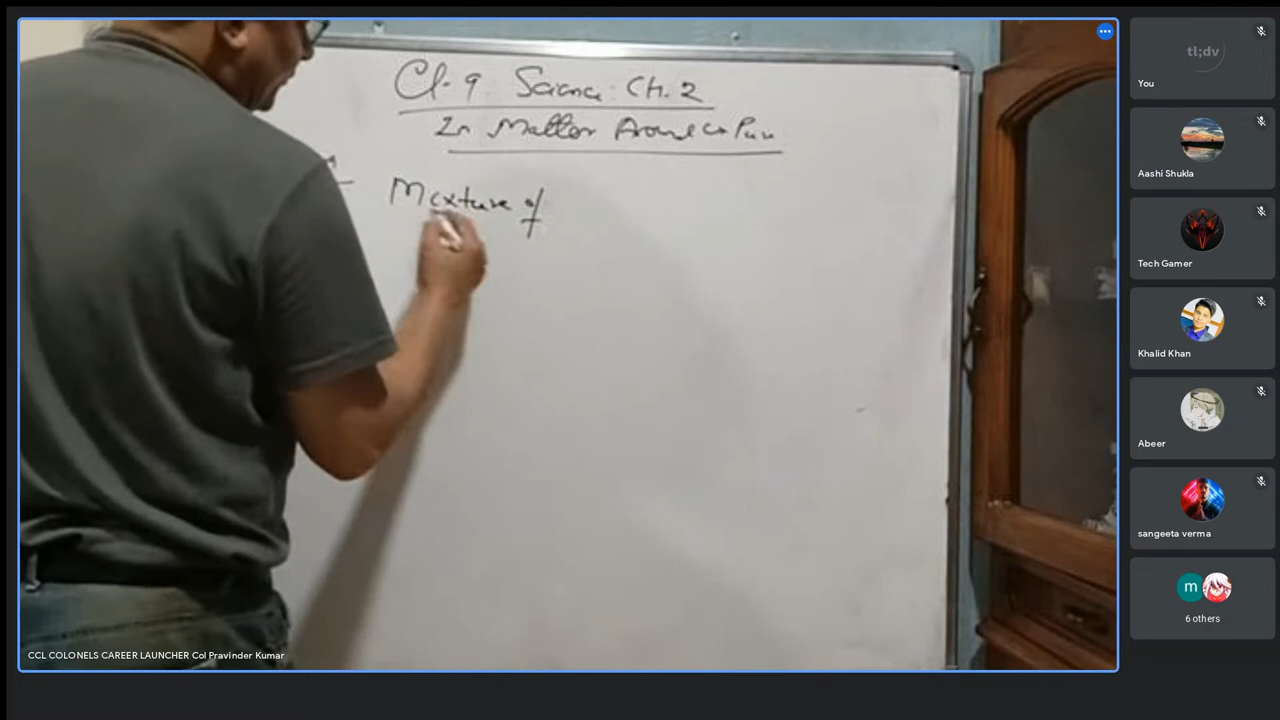 Cl. 9 Science: Ch. 2
In Matter Around Us Pure
Mixture of
CCL COLONELS CAREER LAUNCHER Col Pravinder Kumar
tl;dv
You
Aashi Shukla
Tech Gamer
Khalid Khan
Abeer
sangeeta verma
m
6 others